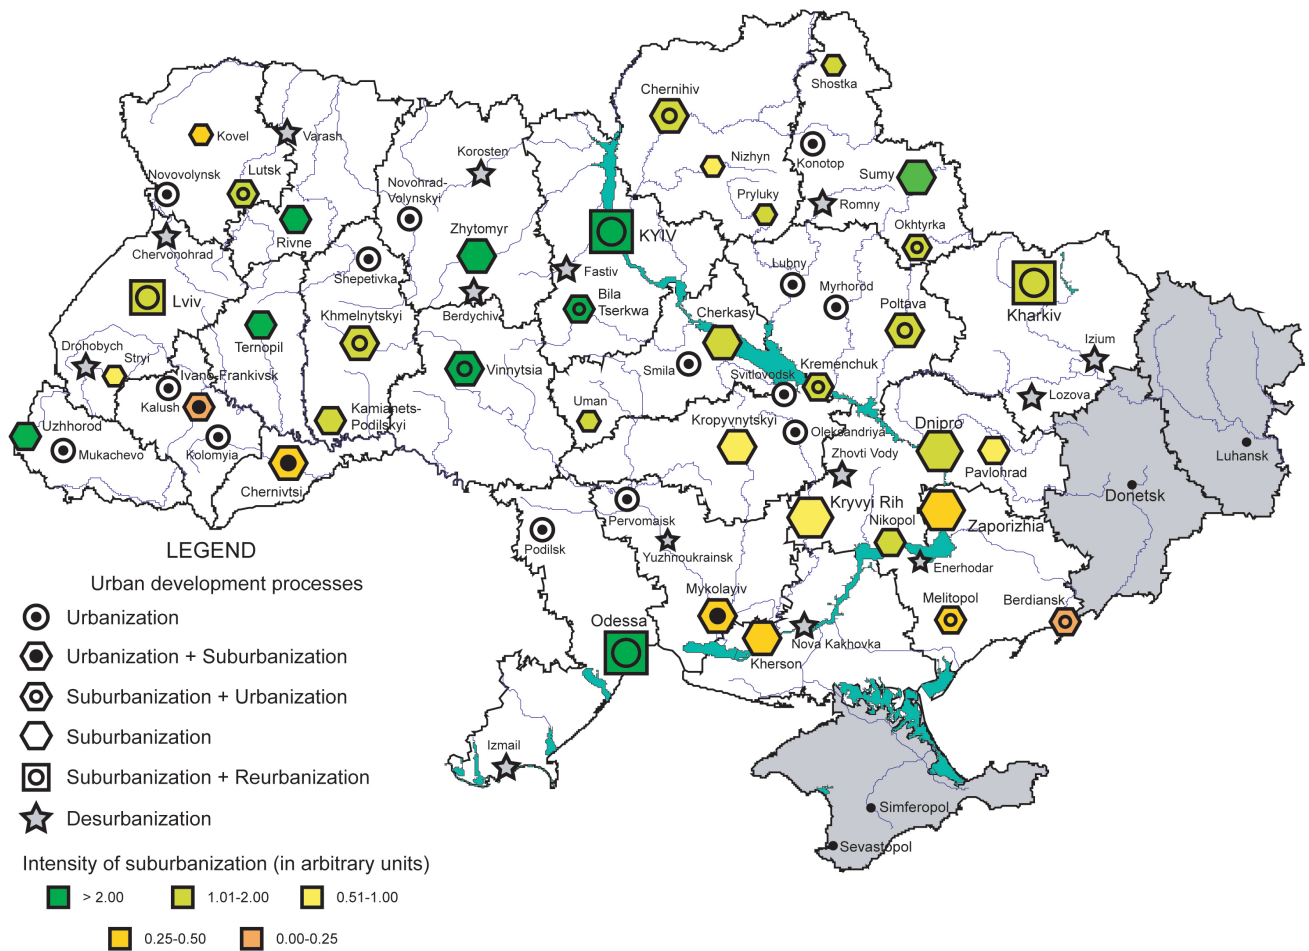 Shostka
Chernihiv
Kovel
Varash
Konotop
Korosten
Nizhyn
Lutsk
Novovolynsk
Novohrad-
Volynskyi
Sumy
Pryluky
Romny
Okhtyrka
Rivne
Zhytomyr
KYIV
Chervonohrad
Shepetivka
Fastiv
Lubny
Myrhorod
Lviv
Berdychiv
Bila
Tserkwa
Cherkasy
Poltava
Kharkiv
Khmelnytskyi
Ternopil
Drohobych
Stryi
Izium
Vinnytsia
Smila
Kremenchuk
Svitlovodsk
Ivano-Frankivsk
Kalush
Lozova
Uman
Kamianets-
Podilskyi
Uzhhorod
Kropyvnytskyi
Dnipro
Oleksandriya
Mukachevo
Kolomyia
Zhovti Vody
Pavlohrad
Luhansk
Chernivtsi
Donetsk
Kryvyi Rih
Pervomaisk
Nikopol
Zaporizhia
Podilsk
Yuzhnoukrainsk
Enerhodar
Mykolayiv
Melitopol
Berdiansk
Odessa
Nova Kakhovka
Kherson
Izmail
Simferopol
Sevastopol
LEGEND
Urban development processes
Urbanization
Urbanization + Suburbanization
Suburbanization + Urbanization
Suburbanization
Suburbanization + Reurbanization
Desurbanization
Intensity of suburbanization (in arbitrary units)
> 2.00
1.01-2.00
0.51-1.00
0.25-0.50
0.00-0.25